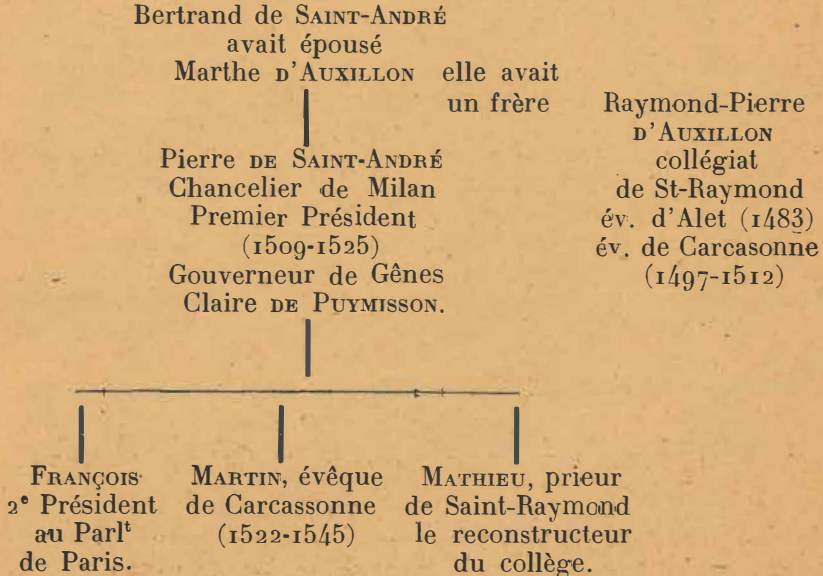 Bertrand de Saint-André
avait épousé
Marthe d'Auxillon elle avait
un frère
Raymond-Pierre
d'Auxillon
collégiat
de St-Raymond
év. d'Alet (1483)
év. de Carcasonne
(1497-1512)
Pierre de Saint-André
Chancelier de Milan
Premier Président
(1509-1525)
Gouverneur de Gênes
Claire de Puymisson.
François
2e Président
au Parlt
de Paris.
Martin, évêque
de Carcassonne
(1522-1545)
Mathieu, prieur
de Saint-Raymond
le reconstructeur
du collège.